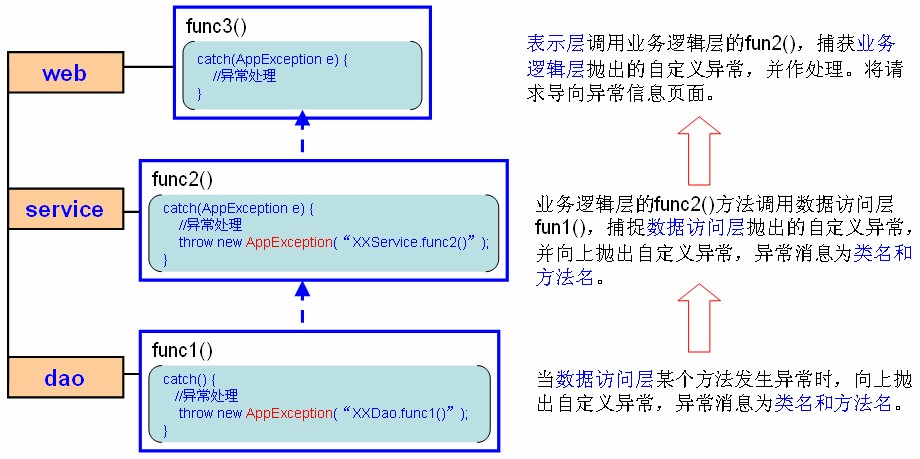 func3()
catch(AppException e) {
//异常处理
}
web
表示层调用业务逻辑层的fun2()，捕获业务
逻辑层抛出的自定义异常，并作处理。将请
求导向异常信息页面。
func2()
catch(AppException e) {
//异常处理
throw new AppException(“XXService.func2()”);
}
service
业务逻辑层的func2()方法调用数据访问层
fun1()，捕捉数据访问层抛出的自定义异常，
并向上抛出自定义异常，异常消息为类名和
方法名。
func1()
catch() {
//异常处理
throw new AppException(“XXDao.func1()”);
}
dao
当数据访问层某个方法发生异常时，向上抛
出自定义异常，异常消息为类名和方法名。